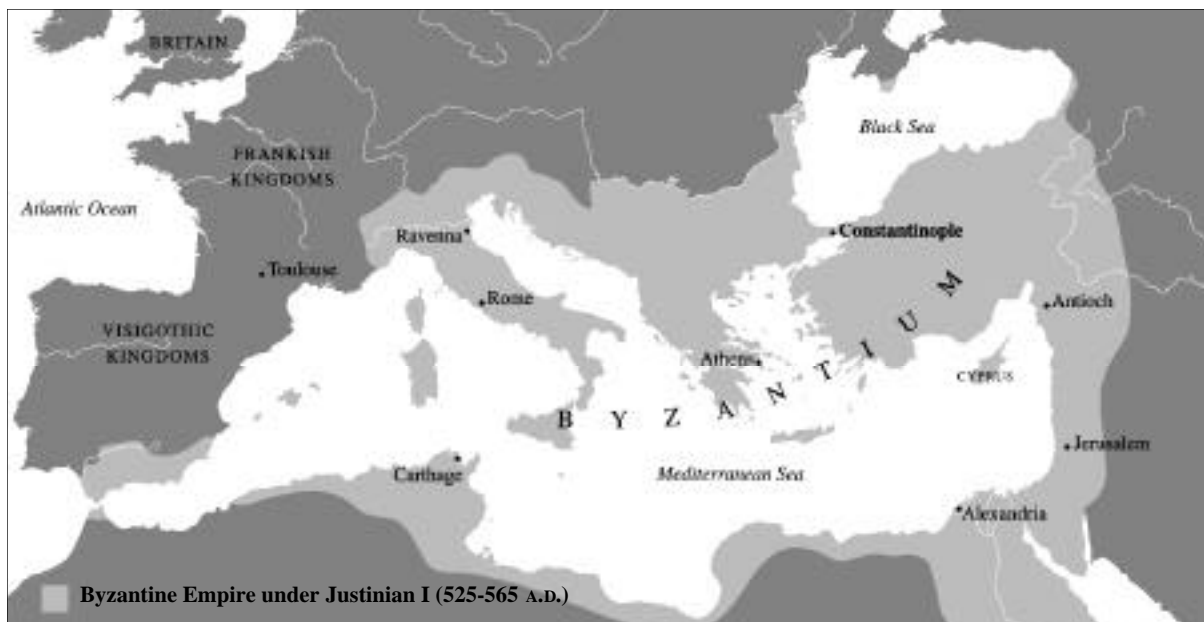 BRITAIN
Black Sea
FRANKISH
KINGDOMS
Atlantic Ocean
Constantinople
Ravenna
Toulouse
Rome
Antioch
VISIGOTHIC
KINGDOMS
Athens
CYPRUS
BYZANTIUM
Jerusalem
Carthage
Mediterranean Sea
Alexandria
Byzantine Empire under Justinian I (525-565 A.D.)